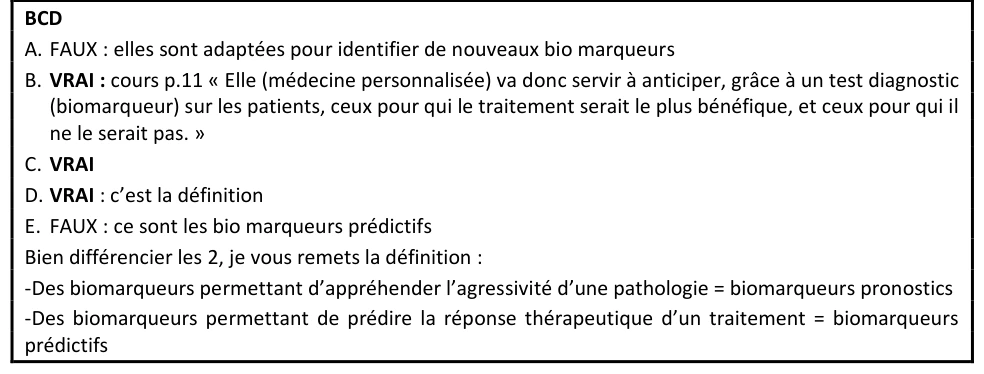 BCD
A. FAUX : elles sont adaptées pour identifier de nouveaux bio marqueurs
B. VRAI : cours p.11 « Elle (médecine personnalisée) va donc servir à anticiper, grâce à un test diagnostic
(biomarqueur) sur les patients, ceux pour qui le traitement serait le plus bénéfique, et ceux pour qui il
ne le serait pas. »
C. VRAI
D. VRAI : c’est la définition
E. FAUX : ce sont les bio marqueurs prédictifs
Bien différencier les 2, je vous remets la définition :
-Des biomarqueurs permettant d’appréhender l’agressivité d’une pathologie = biomarqueurs pronostics
-Des biomarqueurs permettant de prédire la réponse thérapeutique d’un traitement = biomarqueurs
prédictifs